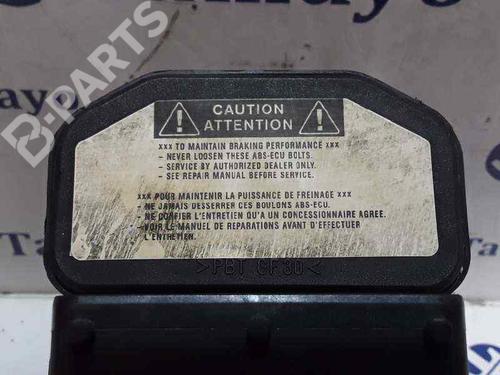 CAUTION
ATTENTION
xxx TO MAINTAIN BRAKING PERFORMANCE xxx
- NEVER LOOSEN THESE ABS-ECU BOLTS.
- SERVICE BY AUTHORIZED DEALER ONLY.
- SEE REPAIR MANUAL BEFORE SERVICE.
xxx POUR MAINTENIR LA PUISSANCE DE FREINAGE xxx
- NE JAMAIS DESSERRER CES BOULONS ABS-ECU.
- NE CONFIER L'ENTRETIEN QU'A UN CONCESSIONNAIRE AGREE.
- VOIR LE MANUEL DE REPARATIONS AVANT D'EFFECTUER
L'ENTRETIEN.
>PBT GF30<
B-PARTS